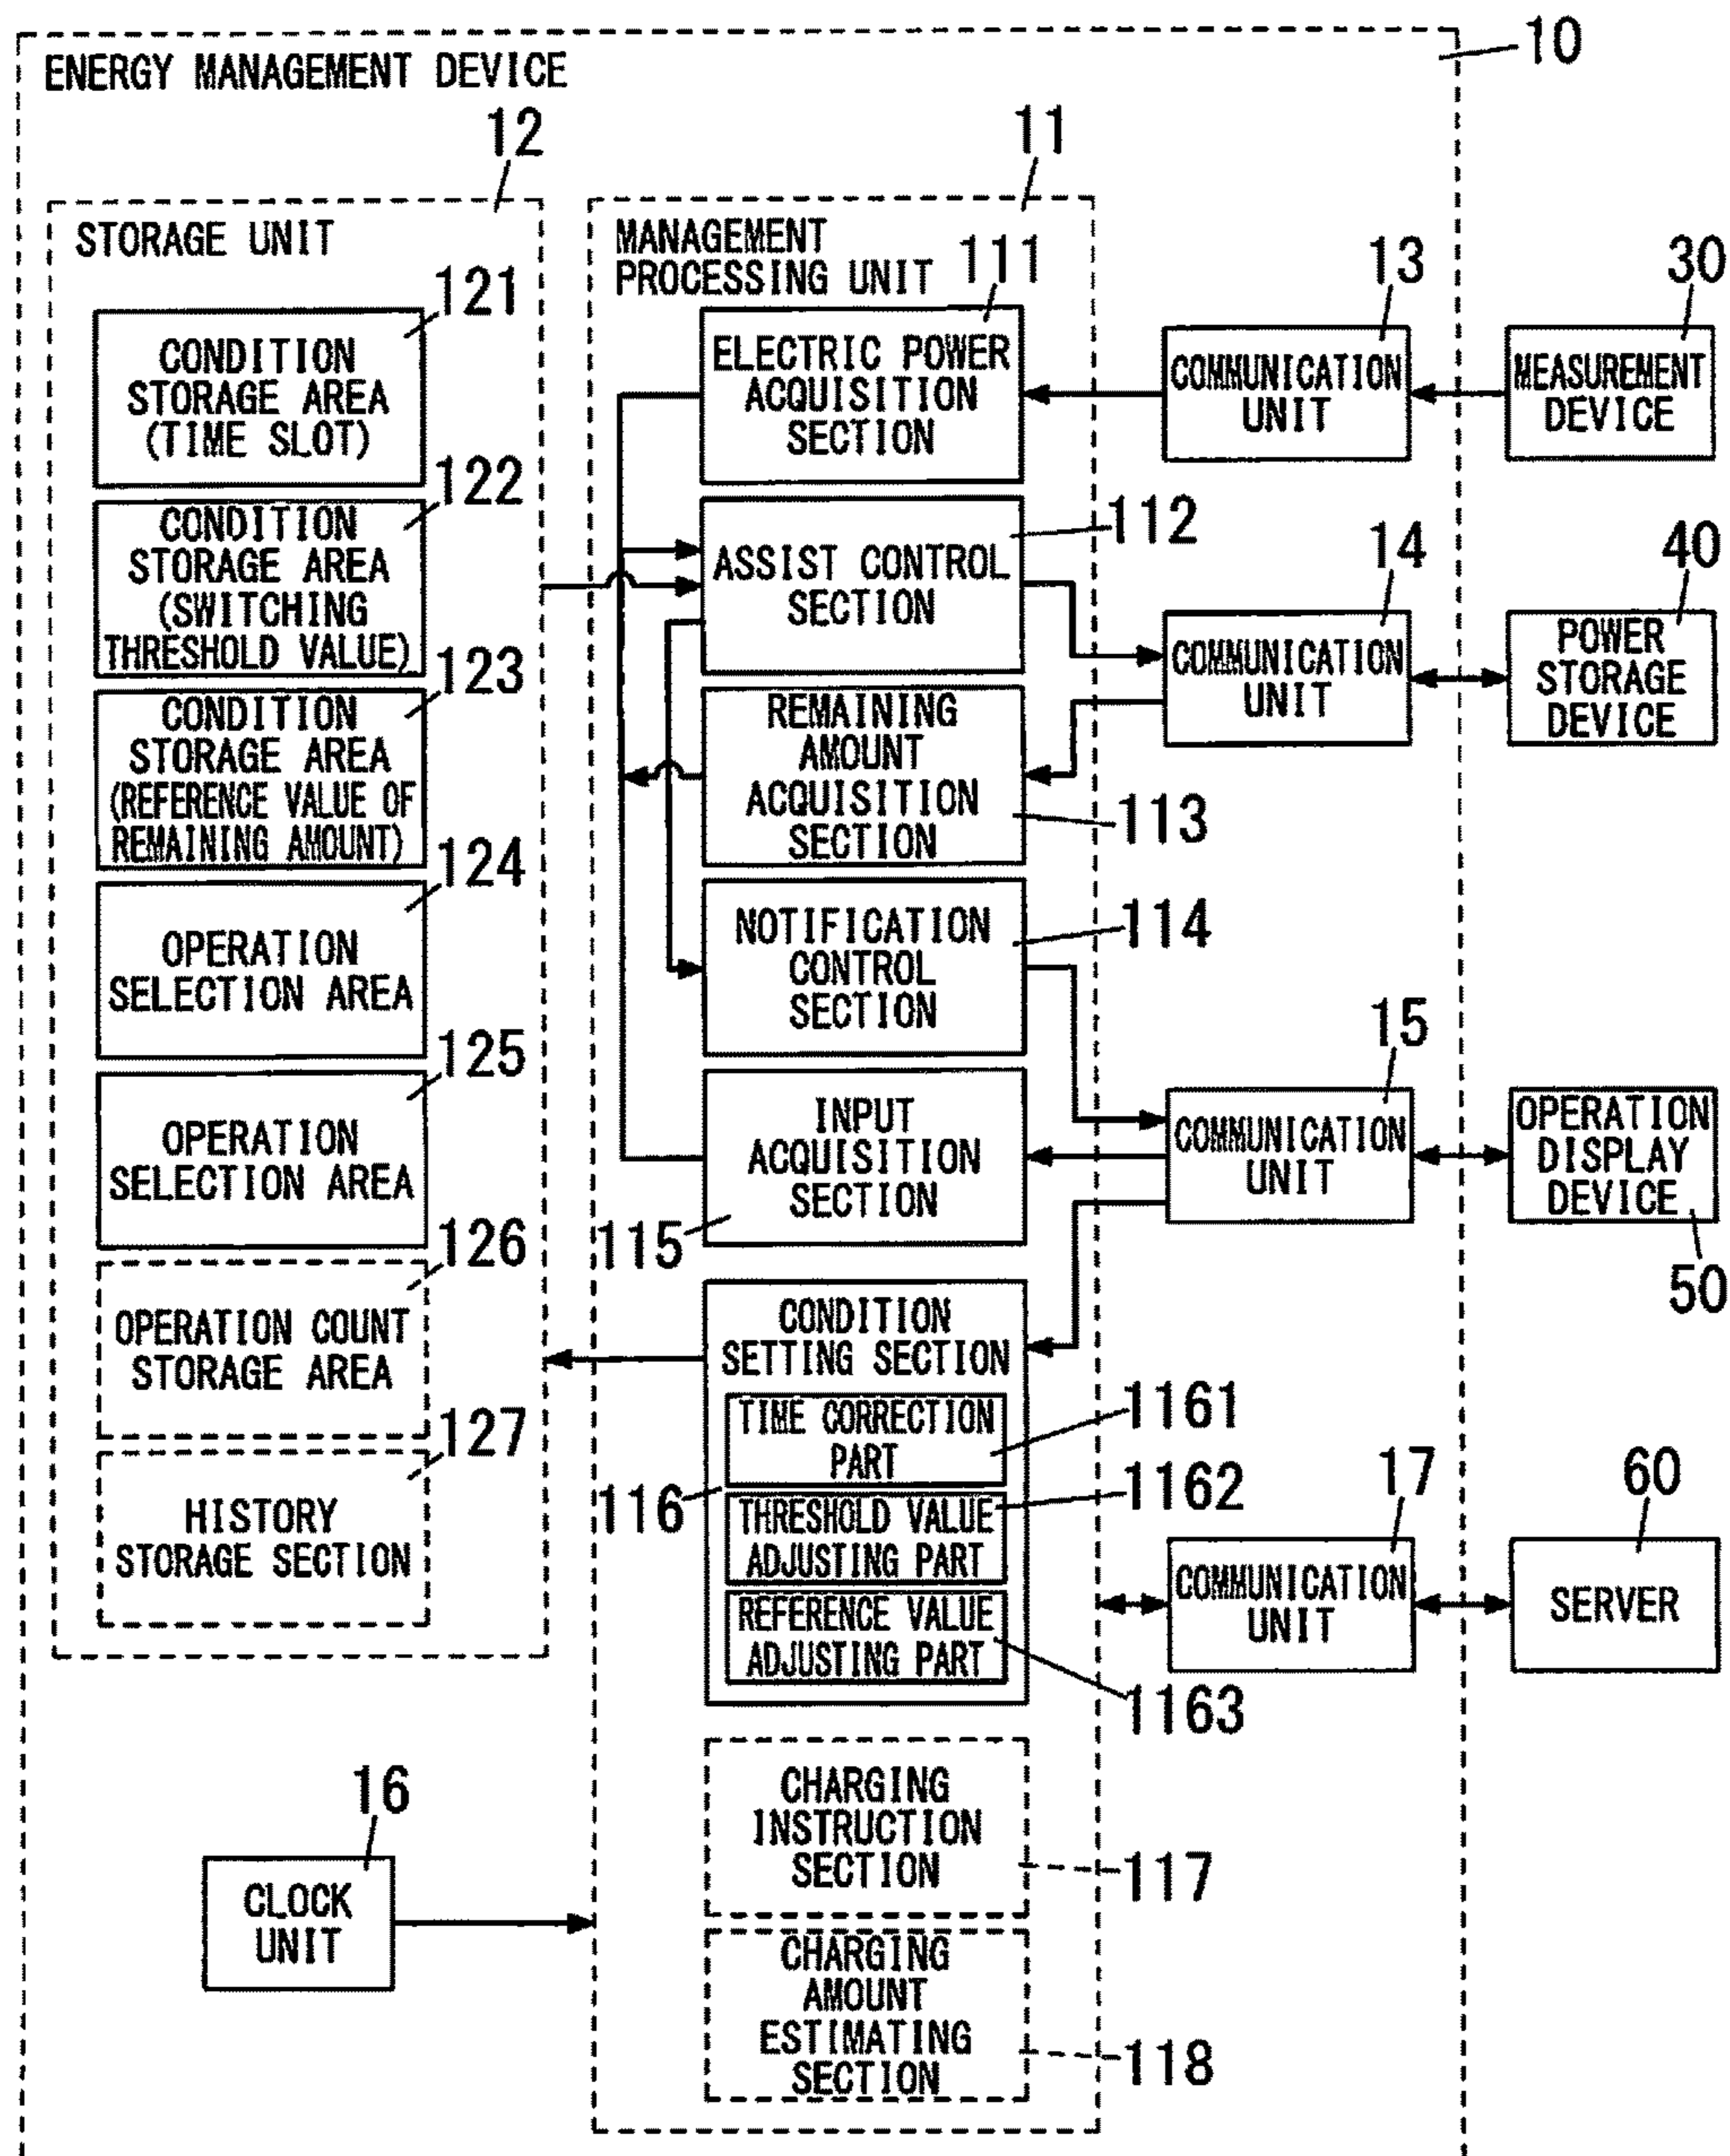 10
ENERGY MANAGEMENT DEVICE
12
11
STORAGE UNIT
121
CONDITION
STORAGE AREA
(TIME SLOT)
122
CONDITION
STORAGE AREA
(SWITCHING
THRESHOLD VALUE)
123
CONDITION
STORAGE AREA
(REFERENCE VALUE OF
REMAINING AMOUNT)
124
OPERATION
SELECTION AREA
125
OPERATION
SELECTION AREA
126
OPERATION COUNT
STORAGE AREA
127
HISTORY
STORAGE SECTION
16
CLOCK
UNIT
MANAGEMENT
PROCESSING UNIT
111
ELECTRIC POWER
ACQUISITION
SECTION
112
ASSIST CONTROL
SECTION
REMAINING
AMOUNT
ACQUISITION
SECTION
113
NOTIFICATION
CONTROL
SECTION
114
INPUT
ACQUISITION
SECTION
115
CONDITION
SETTING SECTION
TIME CORRECTION
PART
1161
116
THRESHOLD VALUE
ADJUSTING PART
1162
REFERENCE VALUE
ADJUSTING PART
1163
CHARGING
INSTRUCTION
SECTION
117
CHARGING
AMOUNT
ESTIMATING
SECTION
118
13
COMMUNICATION
UNIT
30
MEASUREMENT
DEVICE
14
COMMUNICATION
UNIT
40
POWER
STORAGE
DEVICE
15
COMMUNICATION
UNIT
OPERATION
DISPLAY
DEVICE
50
17
COMMUNICATION
UNIT
60
SERVER